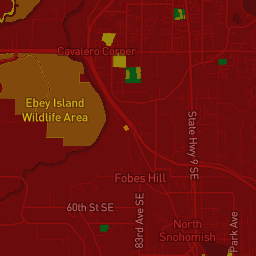 Cavalero Corner
Ebey Island
Wildlife Area
State Hwy 9 SE
Fobes Hill
60th St SE
83rd Ave SE
North
Snohomish
Park Ave